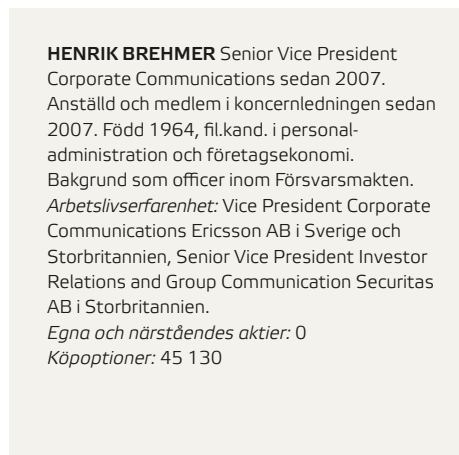 HENRIK BREHMER Senior Vice President
Corporate Communications sedan 2007.
Anställd och medlem i koncernledningen sedan
2007. Född 1964, fil.kand. i personal-
administration och företagsekonomi.
Bakgrund som officer inom Försvarsmakten.
Arbetslivserfarenhet: Vice President Corporate
Communications Ericsson AB i Sverige och
Storbritannien, Senior Vice President Investor
Relations and Group Communication Securitas
AB i Storbritannien.
Egna och närståendes aktier: 0
Köpoptioner: 45 130